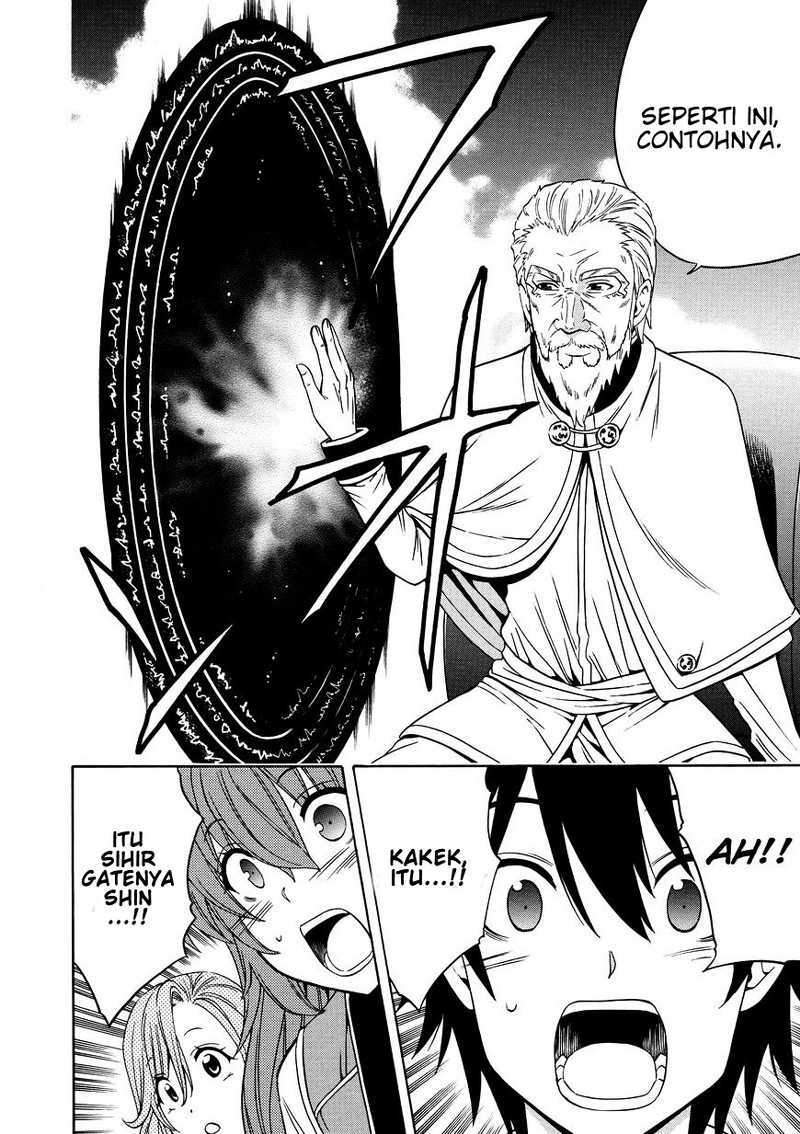 SEPERTI INI,
CONTOHNYA.
AH!!
KAKEK,
ITU...!!
ITU
SIHIR
GATENYA
SHIN
...!!